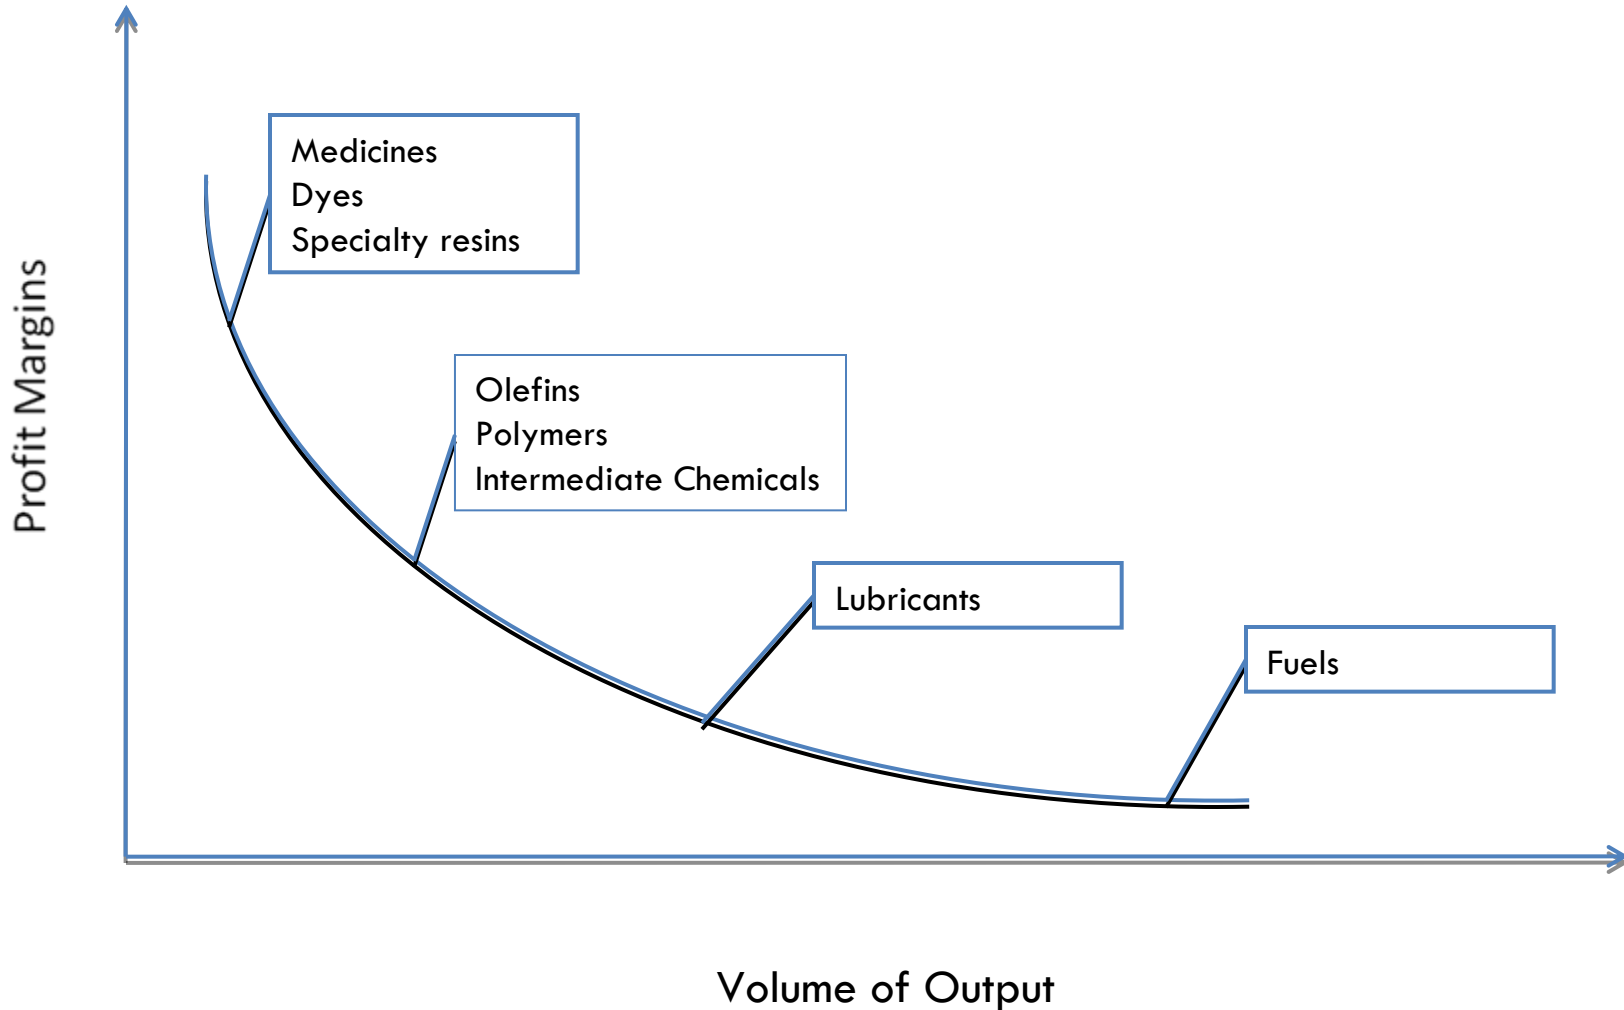 Profit Margins
Medicines
Dyes
Specialty resins
Olefins
Polymers
Intermediate Chemicals
Lubricants
Fuels
Volume of Output